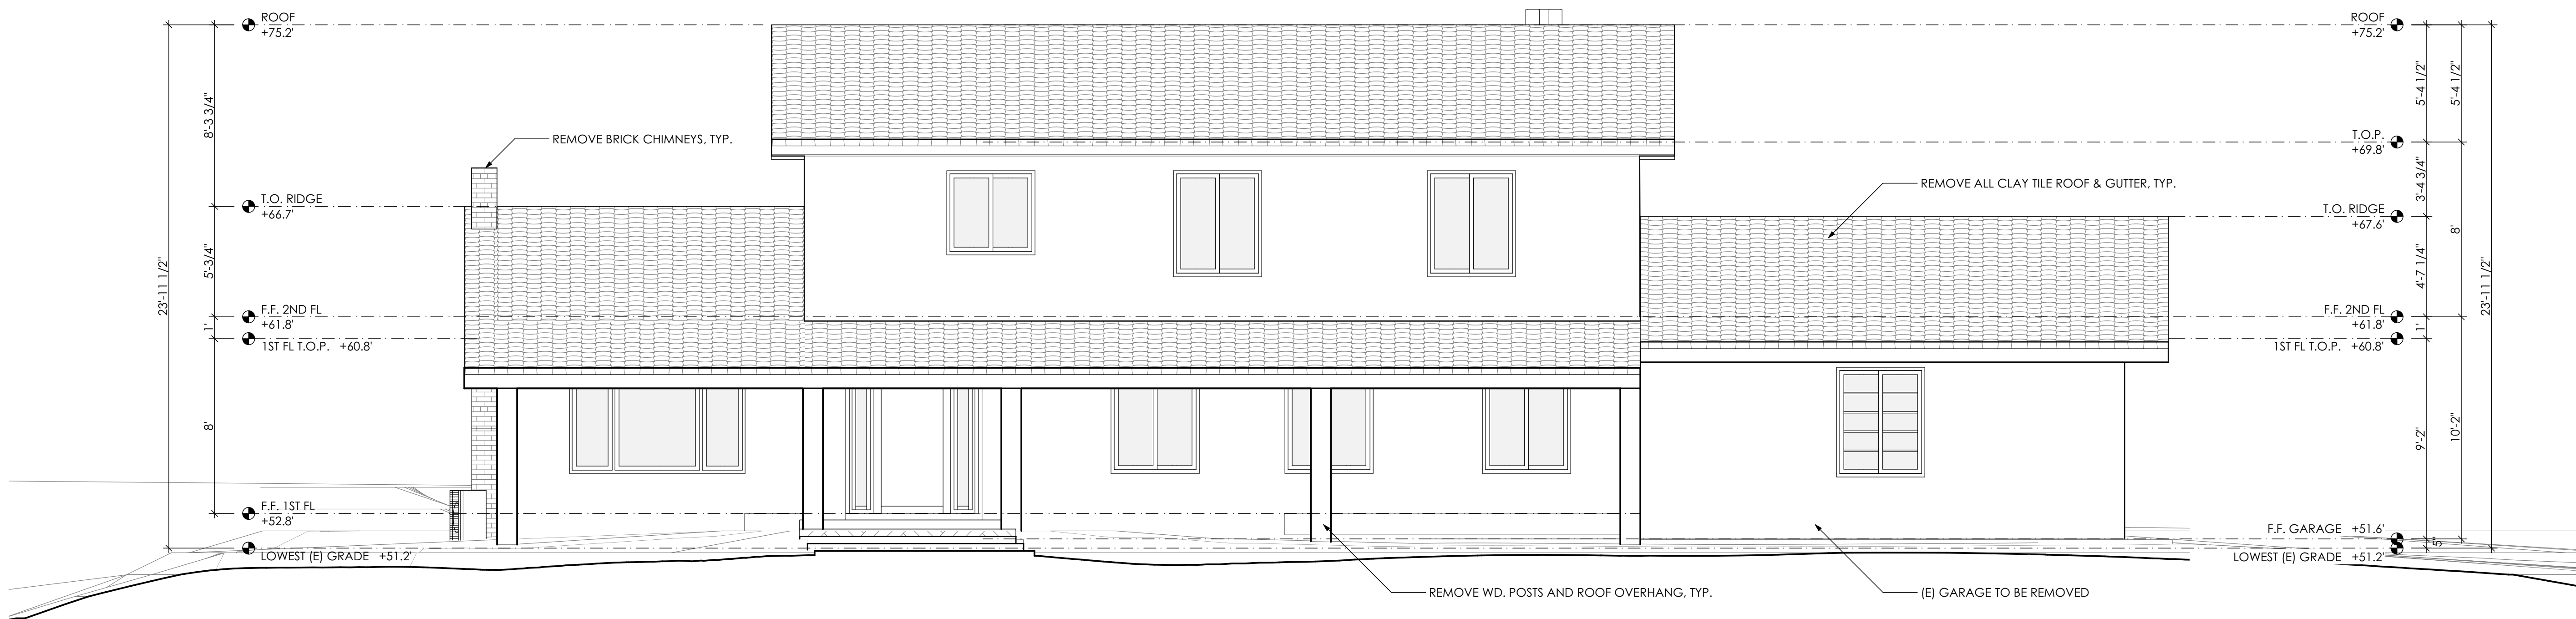 ROOF
+75.2'
ROOF
+75.2'
8'-3 3/4"
5'-4 1/2"
5'-4 1/2"
REMOVE BRICK CHIMNEYS, TYP.
T.O.P.
+69.8'
REMOVE ALL CLAY TILE ROOF & GUTTER, TYP.
3'-4 3/4"
T.O. RIDGE
+66.7'
T.O. RIDGE
+67.6'
8'
5'-3/4"
4'-7 1/4"
23'-11 1/2"
23'-11 1/2"
F.F. 2ND FL
+61.8'
F.F. 2ND FL
+61.8'
1'
1'
1ST FL T.O.P. +60.8'
1ST FL T.O.P. +60.8'
8'
9'-2"
10'-2"
F.F. 1ST FL
+52.8'
F.F. GARAGE +51.6'
5"
LOWEST (E) GRADE +51.2'
LOWEST (E) GRADE +51.2'
REMOVE WD. POSTS AND ROOF OVERHANG, TYP.
(E) GARAGE TO BE REMOVED